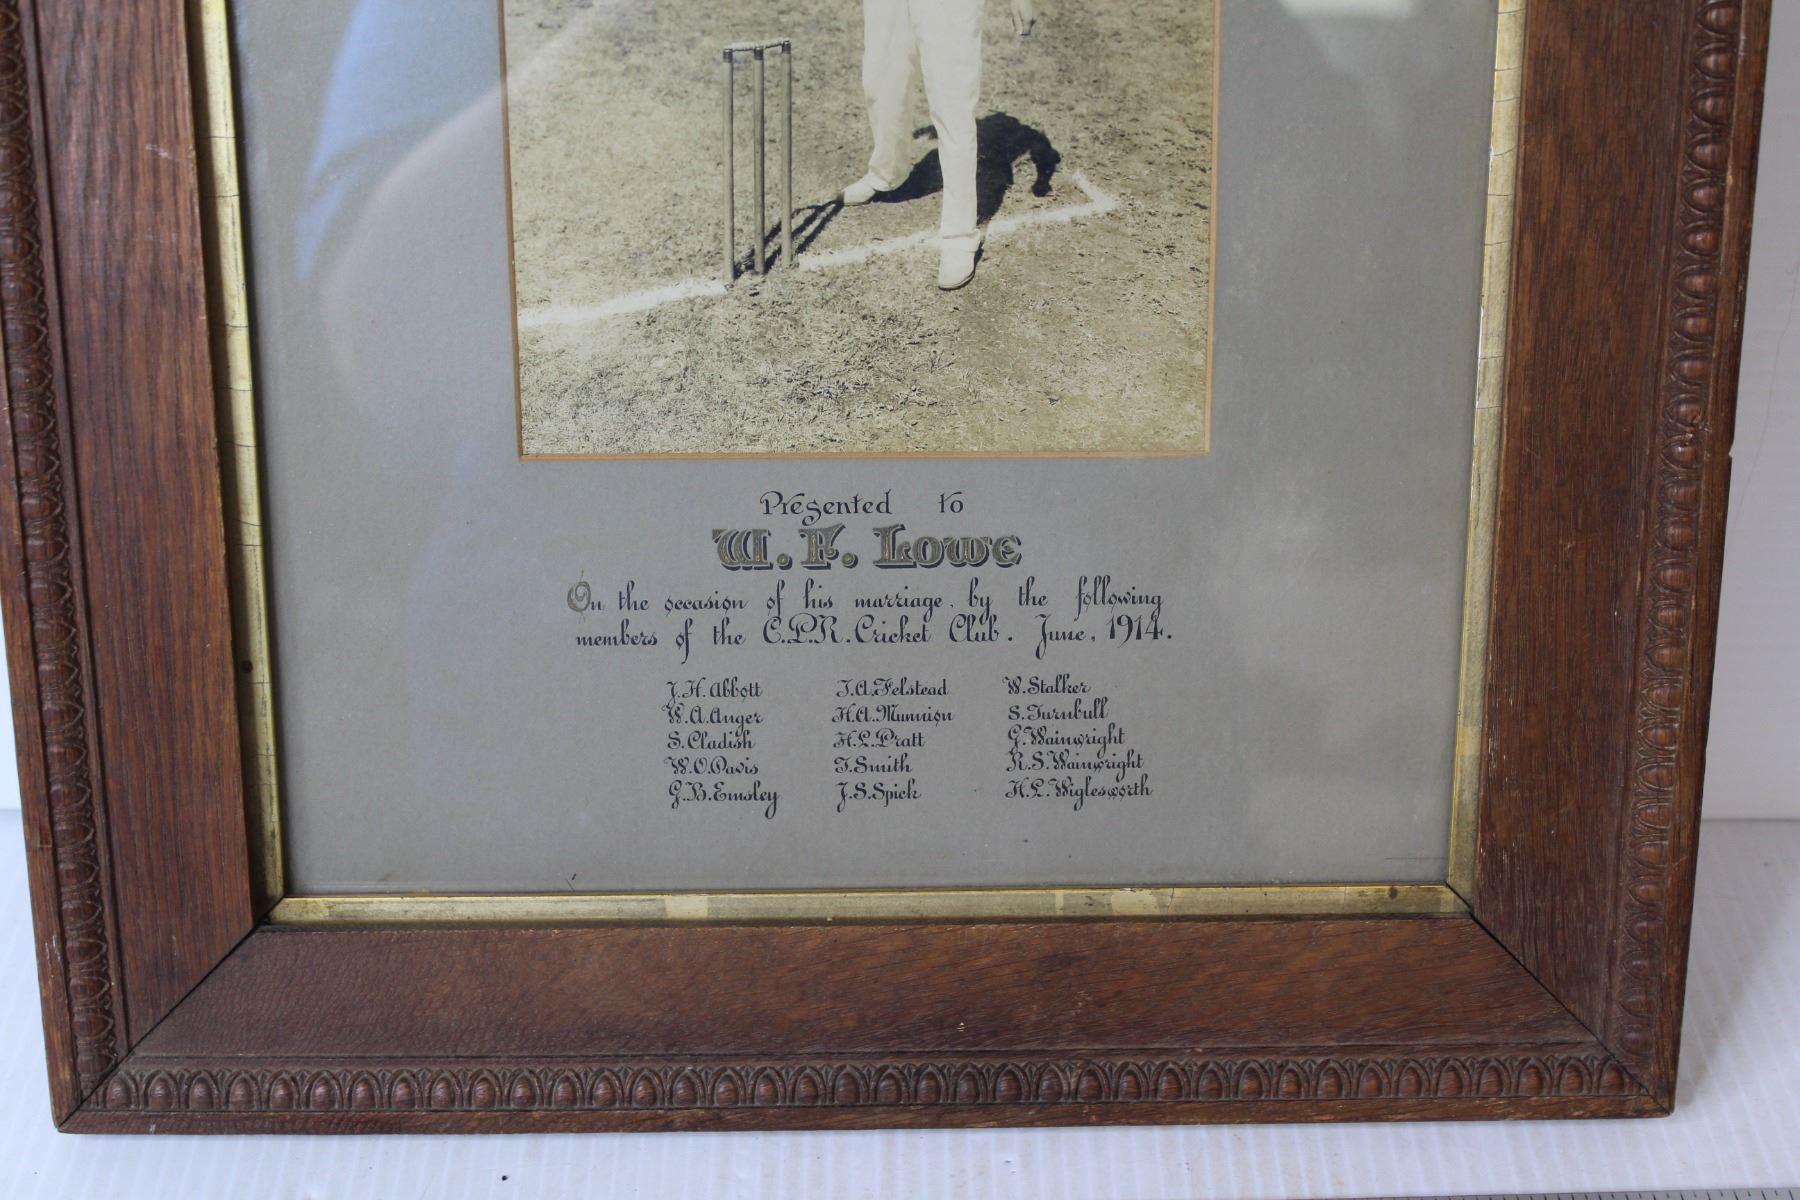 Presented to
W. F. Lowe
On the occasion of his marriage, by the following
members of the C.P.R. Cricket Club. June, 1914.
J. H. Abbott T. A. Felstead W. Stalker
W. A. Anger H. A. Munnion S. Turnbull
S. Cladish H. L. Pratt G. Wainwright
W. O. Davis T. Smith R. S. Wainwright
G. B. Emsley J. S. Spick H. L. Wiglesworth